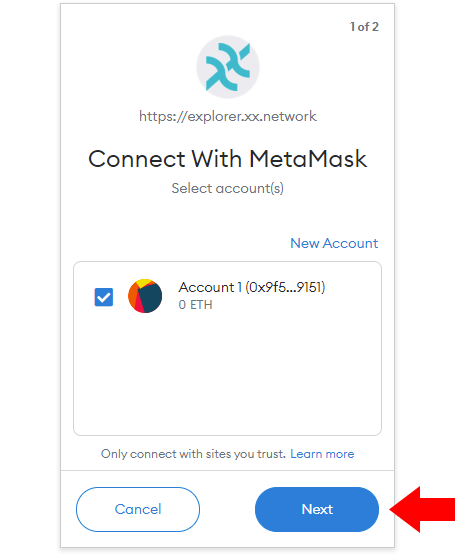 1 of 2
https://explorer.xx.network
Connect With MetaMask
Select account(s)
New Account
Account 1 (0x9f5...9151)
0 ETH
Only connect with sites you trust. Learn more
Cancel
Next